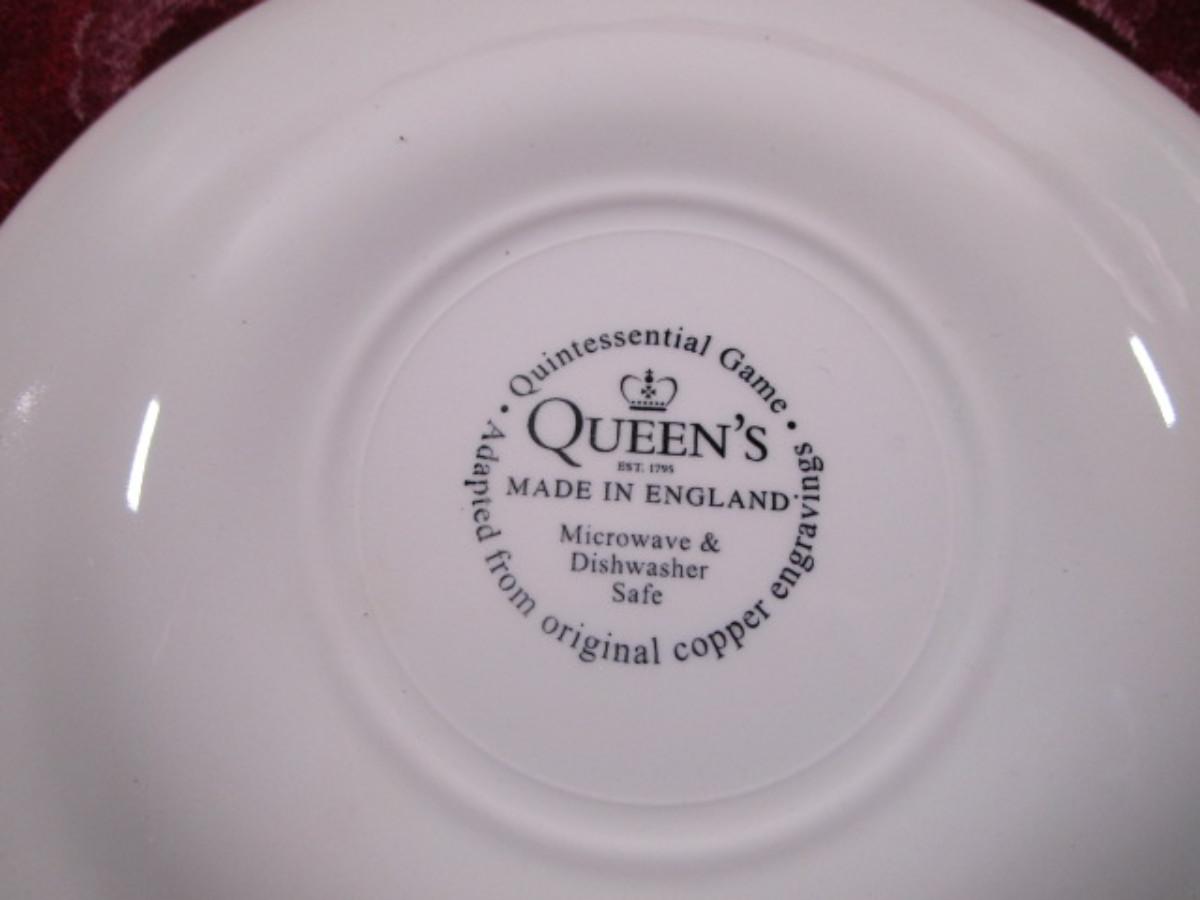 • Quintessential Game •
QUEEN'S
EST. 1795
MADE IN ENGLAND
Microwave &
Dishwasher
Safe
Adapted from original copper engravings